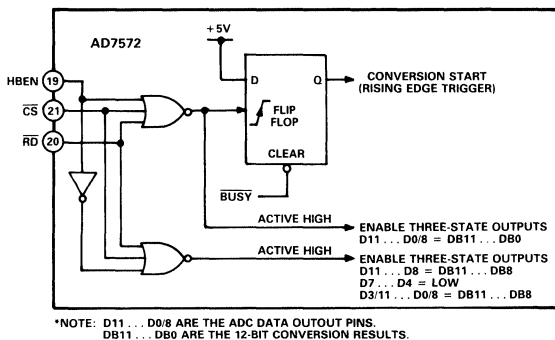 AD7572
+5V
HBEN 19
CS 21
RD 20
D Q
FLIP
FLOP
CLEAR
BUSY
CONVERSION START
(RISING EDGE TRIGGER)
ACTIVE HIGH
ENABLE THREE-STATE OUTPUTS
D11 ... D0/8 = DB11 ... DB0
ACTIVE HIGH
ENABLE THREE-STATE OUTPUTS
D11 ... D8 = DB11 ... DB8
D7 ... D4 = LOW
D3/11 ... D0/8 = DB11 ... DB8
*NOTE: D11 ... D0/8 ARE THE ADC DATA OUTOUT PINS.
DB11 ... DB0 ARE THE 12-BIT CONVERSION RESULTS.